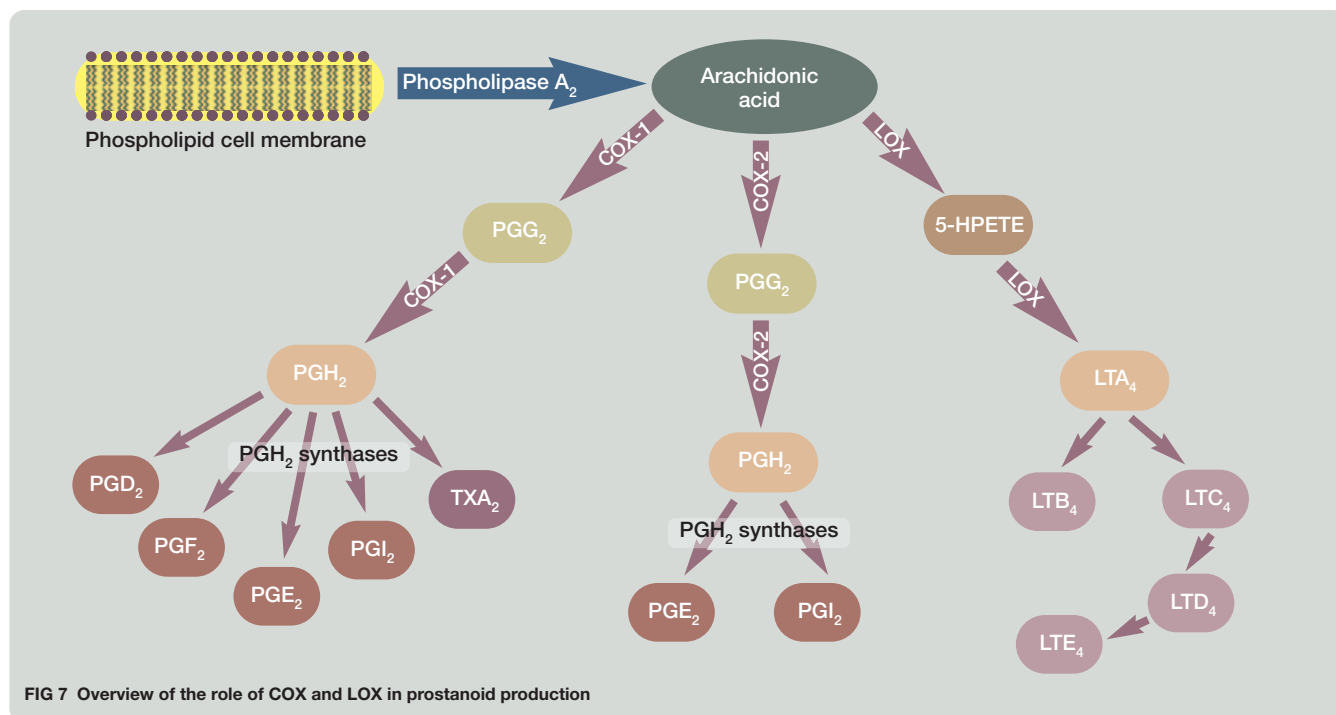 Phospholipase A₂
Arachidonic
acid
Phospholipid cell membrane
COX-1
COX-2
LOX
PGG₂
5-HPETE
COX-1
PGG₂
LOX
COX-2
PGH₂
LTA₄
PGH₂ synthases
PGH₂
PGD₂
TXA₂
LTB₄
LTC₄
PGF₂
PGI₂
PGH₂ synthases
PGE₂
PGE₂
PGI₂
LTD₄
LTE₄
FIG 7 Overview of the role of COX and LOX in prostanoid production